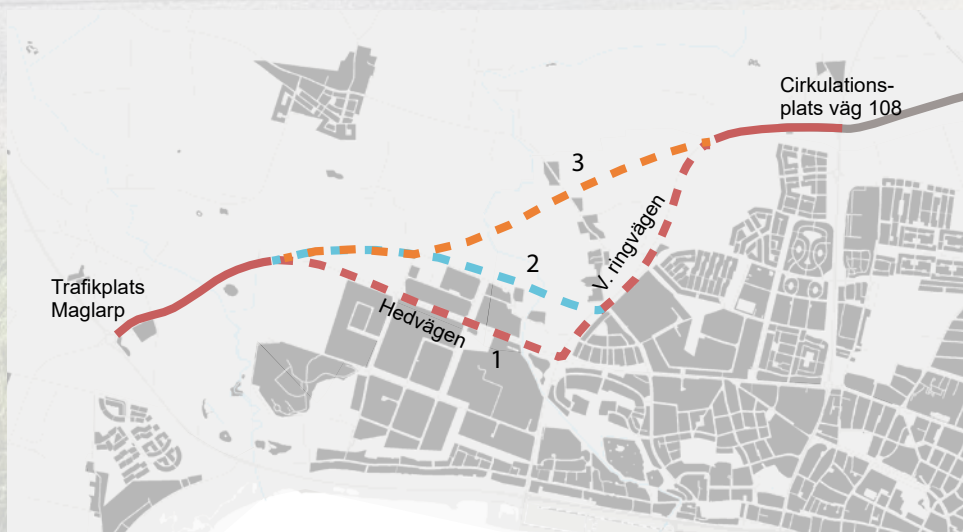 Cirkulations-
plats väg 108
3
V. ringvägen
2
Trafikplats
Maglarp
Hedvägen
1